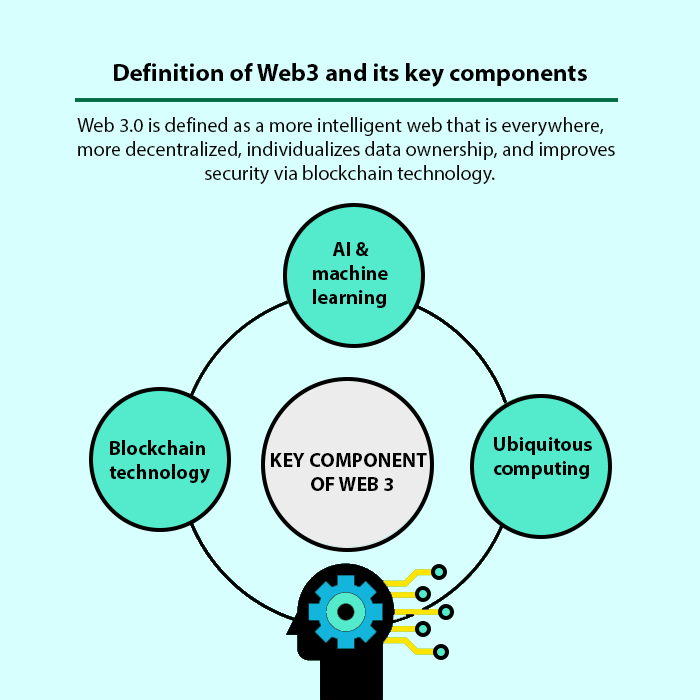 Definition of Web3 and its key components
Web 3.0 is defined as a more intelligent web that is everywhere,
more decentralized, individualizes data ownership, and improves
security via blockchain technology.
AI &
machine
learning
Blockchain
technology
KEY COMPONENT
OF WEB 3
Ubiquitous
computing